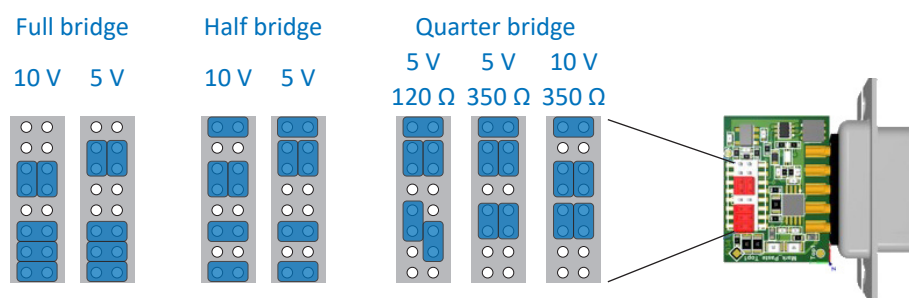 Full bridge
Half bridge
Quarter bridge
10 V 5 V
10 V 5 V
5 V 5 V 10 V
120 Ω 350 Ω 350 Ω